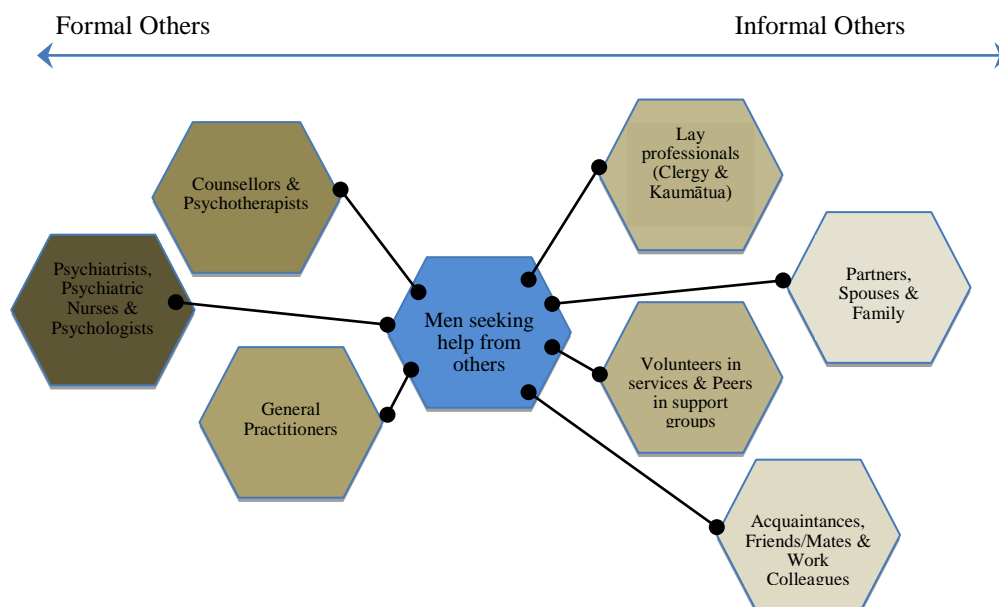 Formal Others
Informal Others
Lay
professionals
(Clergy &
Kaumātua)
Counsellors &
Psychotherapists
Psychiatrists,
Psychiatric
Nurses &
Psychologists
Partners,
Spouses &
Family
Men seeking
help from
others
Volunteers in
services & Peers
in support
groups
General
Practitioners
Acquaintances,
Friends/Mates &
Work
Colleagues